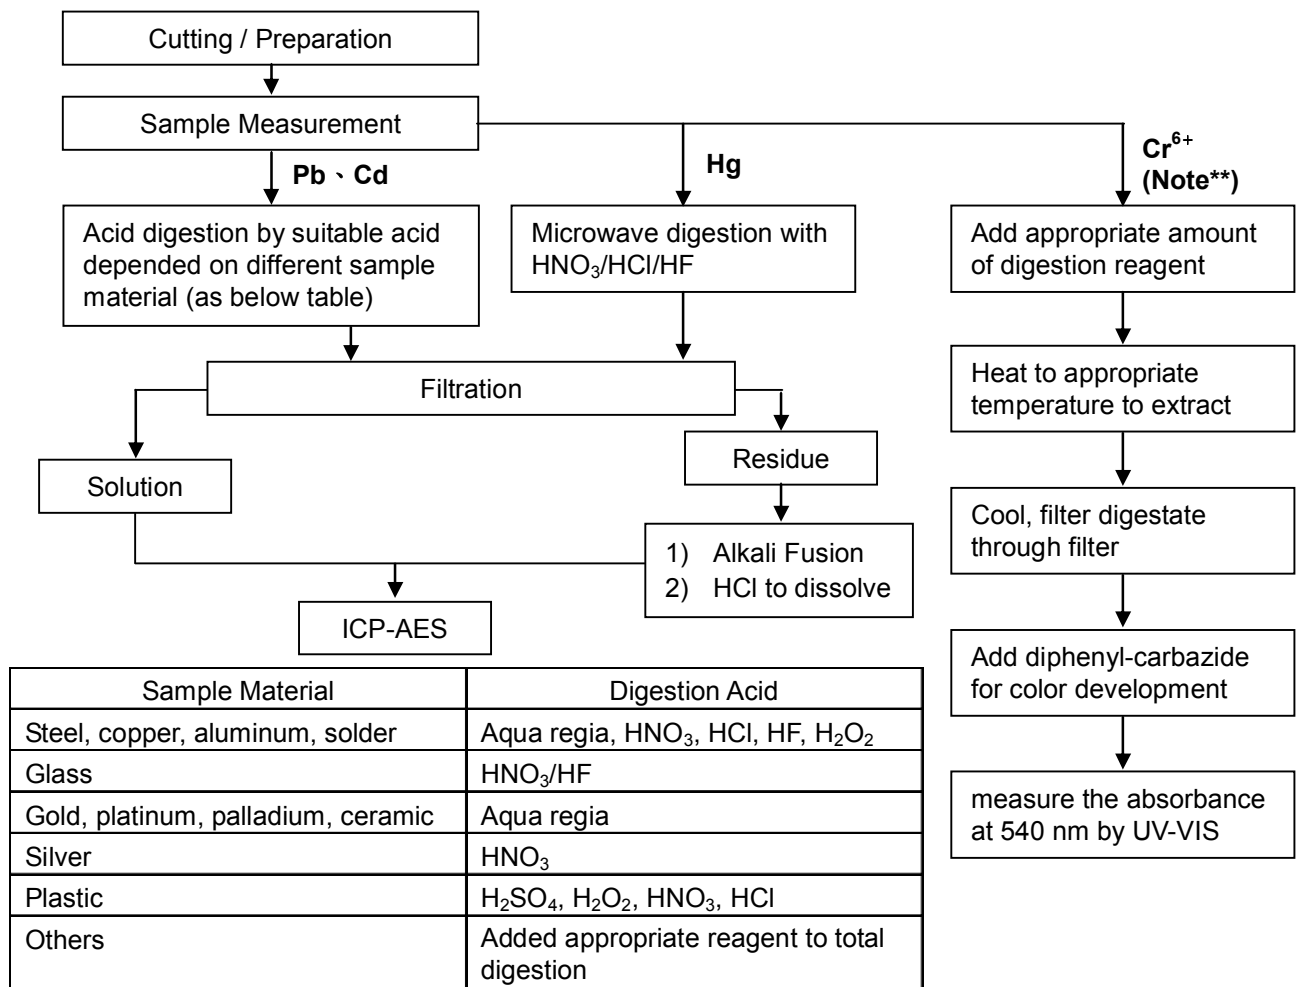 Cutting / Preparation
Sample Measurement
Pb、Cd
Hg
Cr⁶⁺
(Note**)
Acid digestion by suitable acid
depended on different sample
material (as below table)
Microwave digestion with
HNO₃/HCl/HF
Add appropriate amount
of digestion reagent
Filtration
Heat to appropriate
temperature to extract
Solution
Residue
Cool, filter digestate
through filter
1) Alkali Fusion
2) HCl to dissolve
ICP-AES
Add diphenyl-carbazide
for color development
measure the absorbance
at 540 nm by UV-VIS
Sample Material Digestion Acid
Steel, copper, aluminum, solder Aqua regia, HNO₃, HCl, HF, H₂O₂
Glass HNO₃/HF
Gold, platinum, palladium, ceramic Aqua regia
Silver HNO₃
Plastic H₂SO₄, H₂O₂, HNO₃, HCl
Others Added appropriate reagent to total
digestion